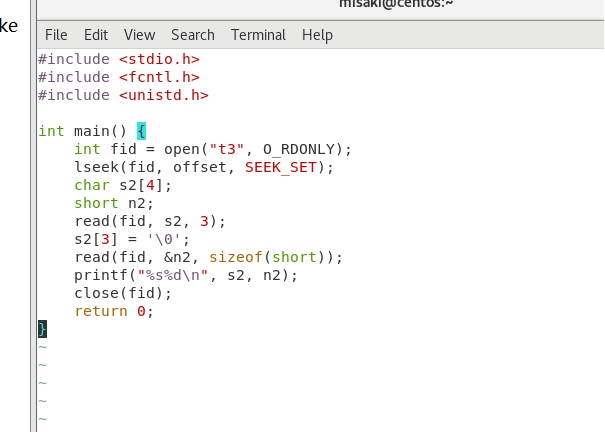 misaki@centos:~
ke
File Edit View Search Terminal Help
#include <stdio.h>
#include <fcntl.h>
#include <unistd.h>
int main() {
    int fid = open("t3", O_RDONLY);
    lseek(fid, offset, SEEK_SET);
    char s2[4];
    short n2;
    read(fid, s2, 3);
    s2[3] = '\0';
    read(fid, &n2, sizeof(short));
    printf("%s%d\n", s2, n2);
    close(fid);
    return 0;
}
~
~
~
~
~